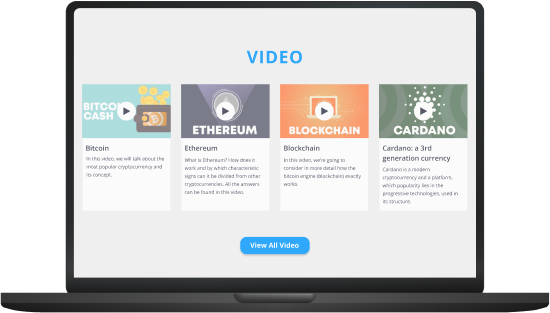 VIDEO
BITCO
CASH
ETHEREUM
BLOCKCHAIN
CARDANO
Bitcoin
In this video, we will talk about the
most popular cryptocurrency and
its concept.
Ethereum
What is Ethereum? How does it
work and by which characteristic
signs can it be divided from other
cryptocurrencies. All the answers
can be found in this video.
Blockchain
In this video, we're going to
consider in more detail how the
bitcoin engine (blockchain) exactly
works.
Cardano: a 3rd
generation currency
Cardano is a modern
cryptocurrency and a platform,
which popularity lies in the
progressive technologies, used in
its structure.
View All Video